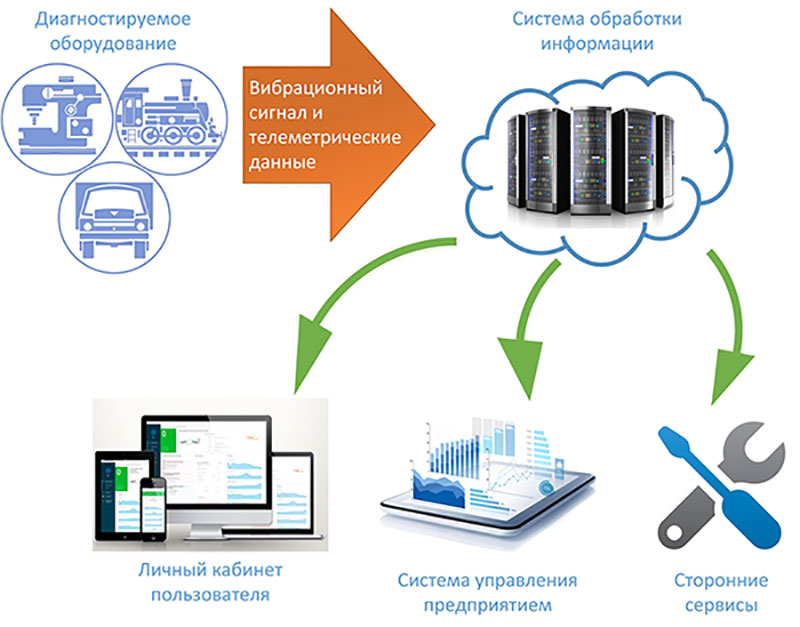 Диагностируемое
оборудование
Вибрационный
сигнал и
телеметрические
данные
Система обработки
информации
Личный кабинет
пользователя
Система управления
предприятием
Сторонние
сервисы